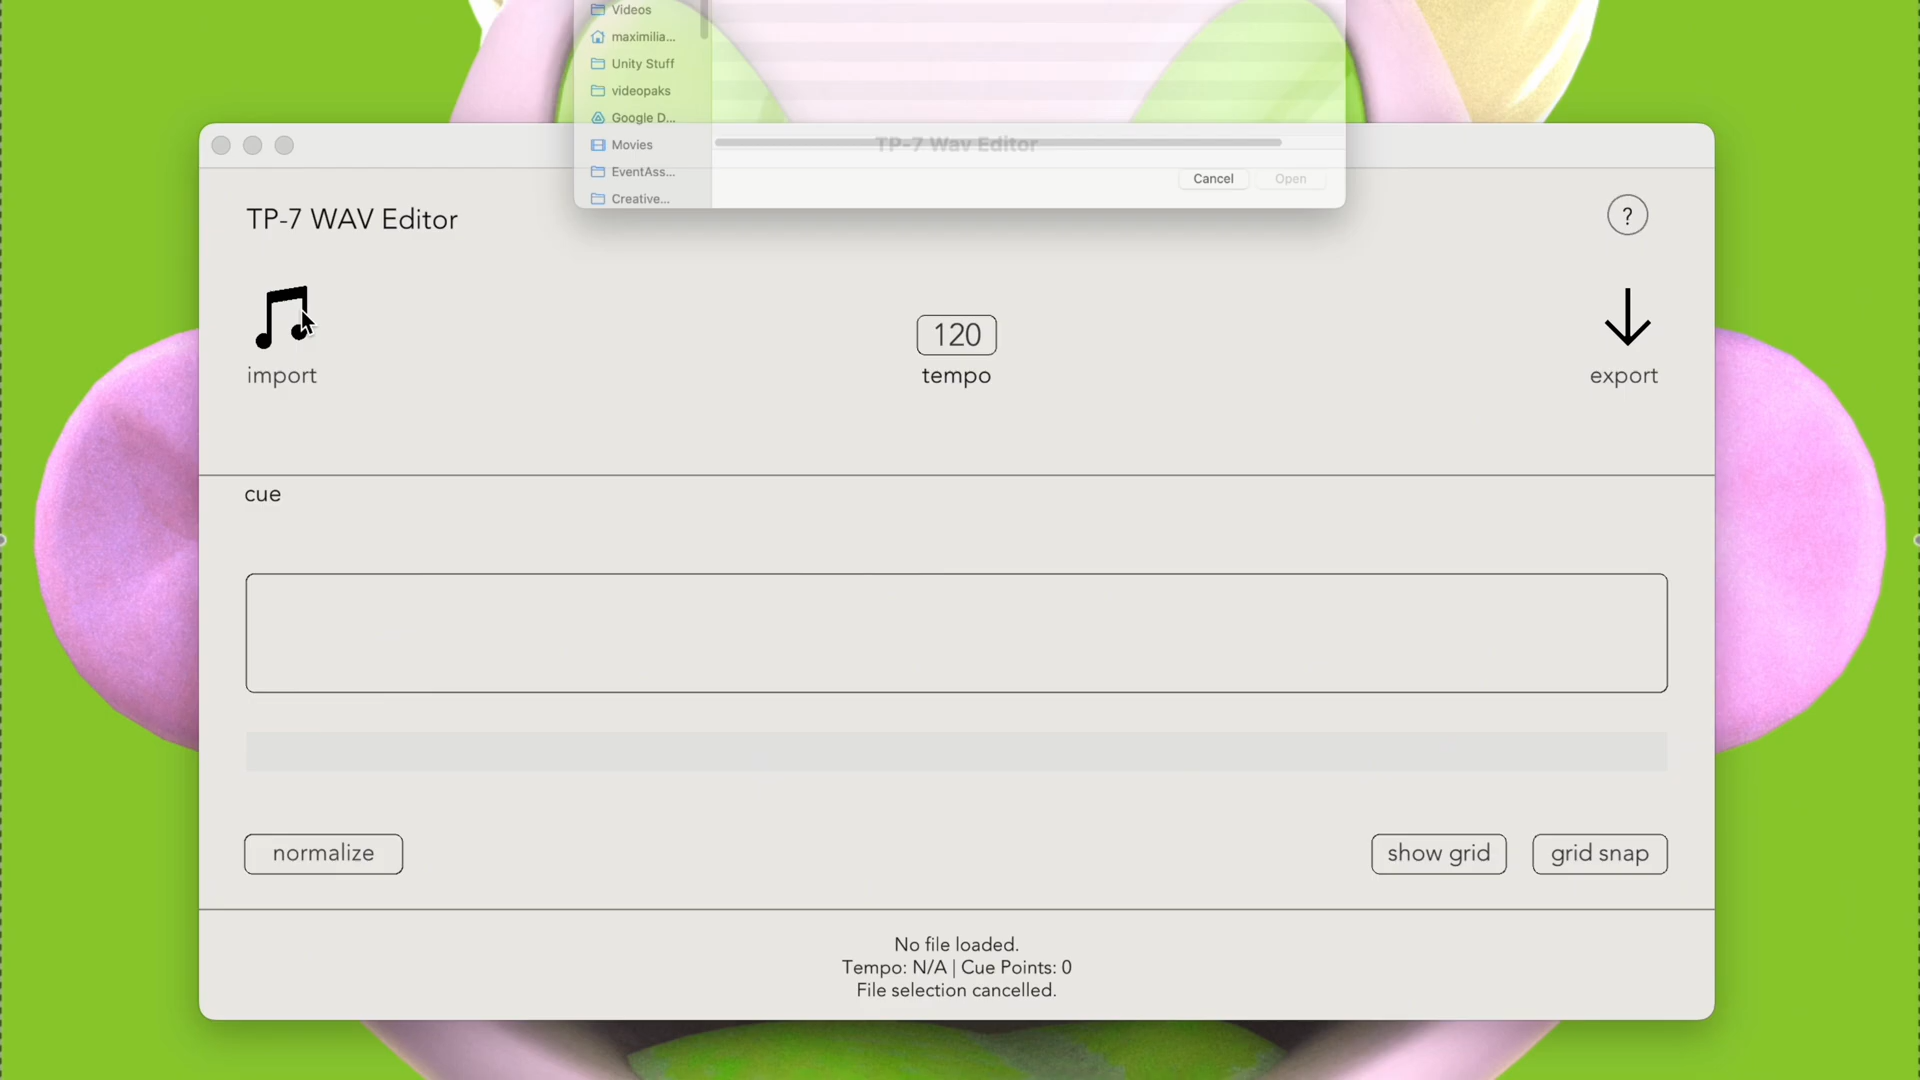 Videos
maximilia...
Unity Stuff
videopaks
Google D...
Movies
EventAss...
Creative...
TP-7 Wav Editor
Cancel
Open
TP-7 WAV Editor
?
import
120
tempo
export
cue
normalize
show grid
grid snap
No file loaded.
Tempo: N/A | Cue Points: 0
File selection cancelled.